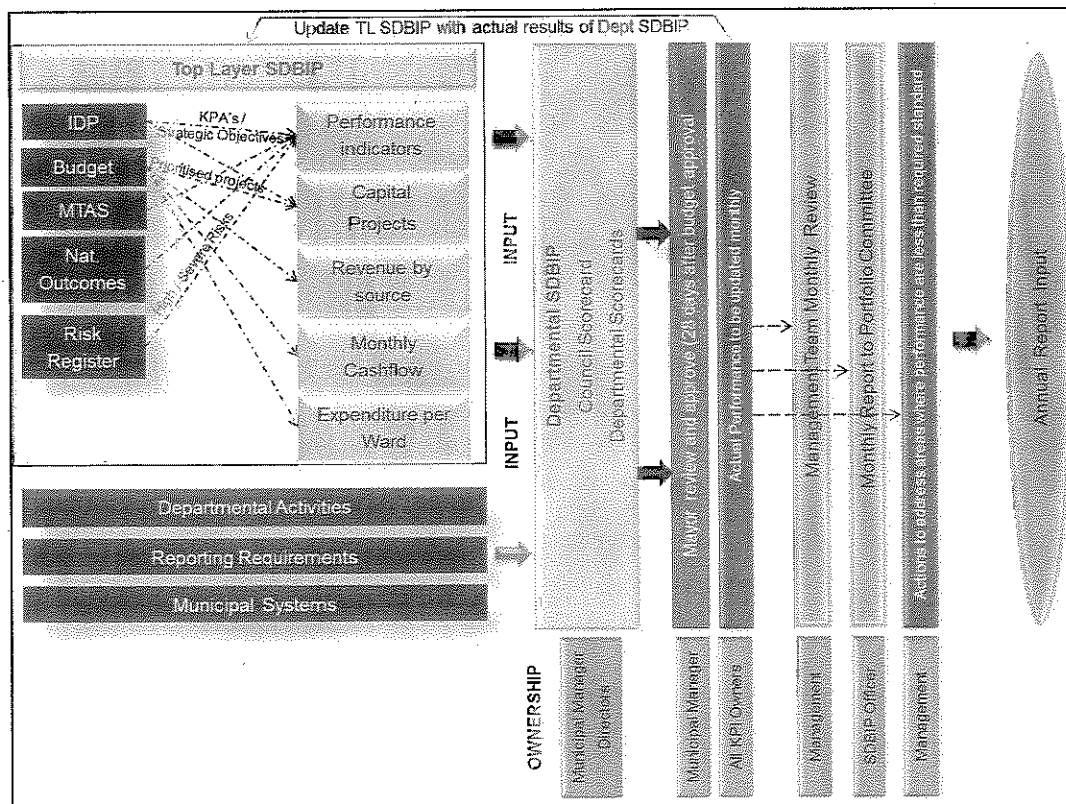 Update TL SDBIP with actual results of Dept SDBIP
Top Layer SDBIP
IDP
Budget
MTAS
Nat.
Outcomes
Risk
Register
KPA's /
Strategic Objectives
Prioritised projects
High / Severe Risks
Performance
indicators
Capital
Projects
Revenue by
source
Monthly
Cashflow
Expenditure per
Ward
Departmental Activities
Reporting Requirements
Municipal Systems
INPUT
INPUT
Departmental SDBIP
Council Scorecard
Departmental Scorecards
Mayor review and approve (28 days after budget approval
Actual Performance to be updated monthly
Management Team Monthly Review
Monthly Report to Portfolio Committee
Actions to address areas where performance are less than required standard
Annual Report Input
OWNERSHIP
Municipal Manager
Directors
Municipal Manager
All KPI Owners
Management
SDBIP Officer
Management